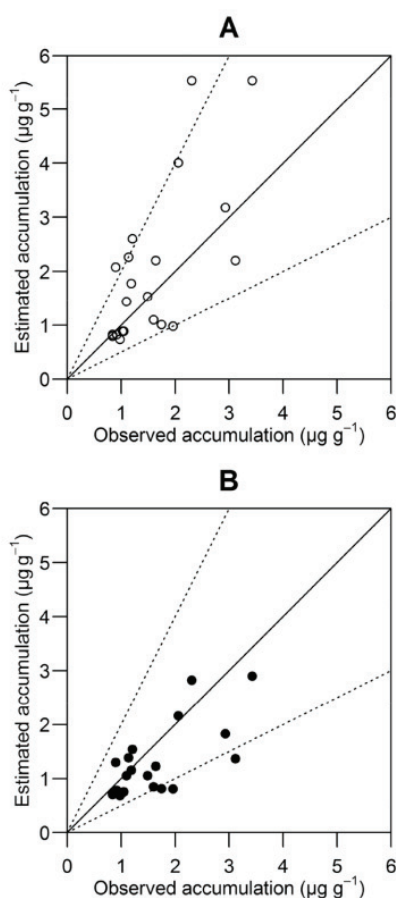 A
6
5
4
3
2
1
0
Estimated accumulation (µg g⁻¹)
0 1 2 3 4 5 6
Observed accumulation (µg g⁻¹)
B
6
5
4
3
2
1
0
Estimated accumulation (µg g⁻¹)
0 1 2 3 4 5 6
Observed accumulation (µg g⁻¹)